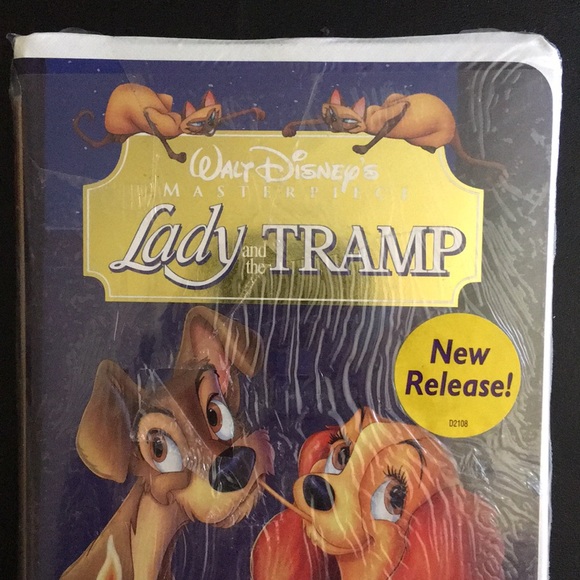 WALT DISNEY'S
MASTERPIECE
Lady and the TRAMP
New
Release!
D2108